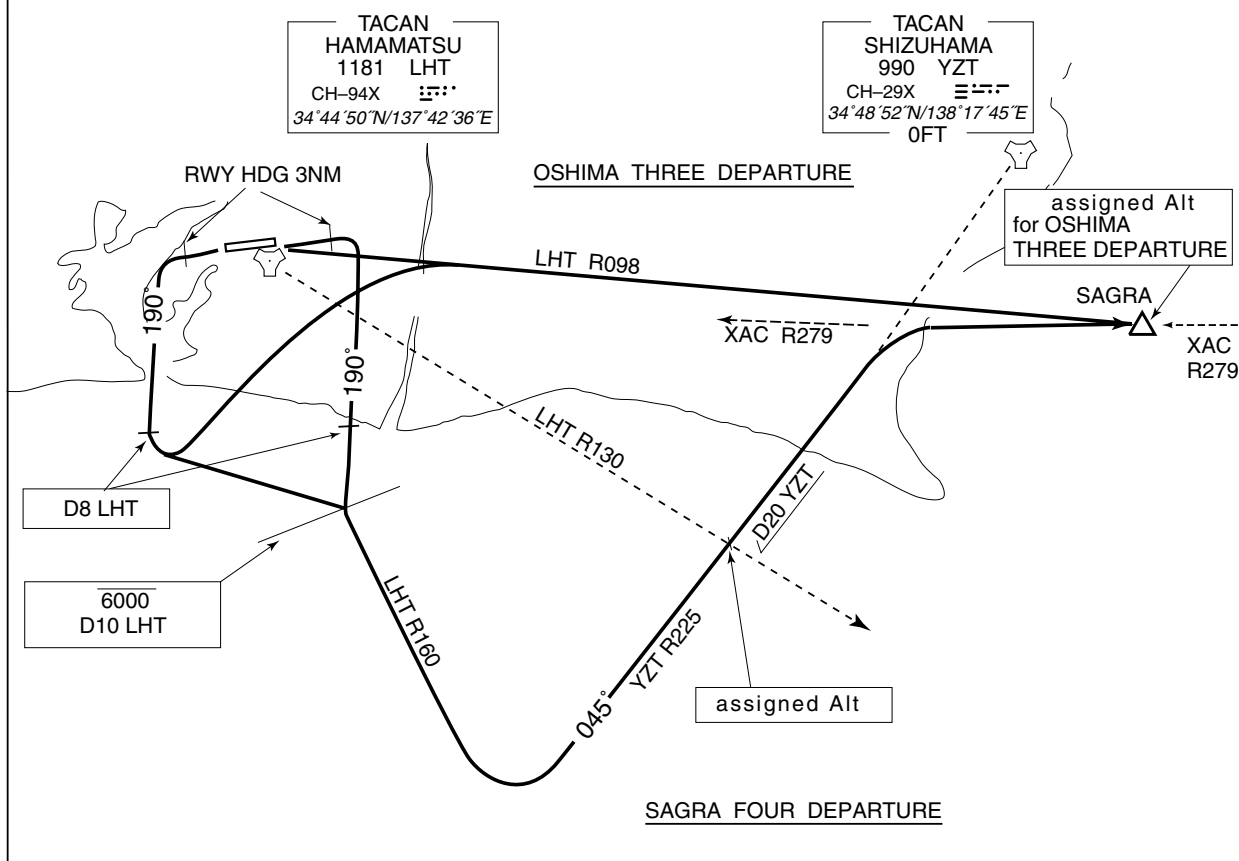 TACAN
HAMAMATSU
1181 LHT
CH–94X
34°44´50˝N/137°42´36˝E
TACAN
SHIZUHAMA
990 YZT
CH–29X
34°48´52˝N/138°17´45˝E
0FT
RWY HDG 3NM
OSHIMA THREE DEPARTURE
assigned Alt
for OSHIMA
THREE DEPARTURE
LHT R098
SAGRA
XAC R279
XAC
R279
190°
190°
LHT R130
D8 LHT
D20 YZT
6000
D10 LHT
LHT R160
YZT R225
045°
assigned Alt
SAGRA FOUR DEPARTURE